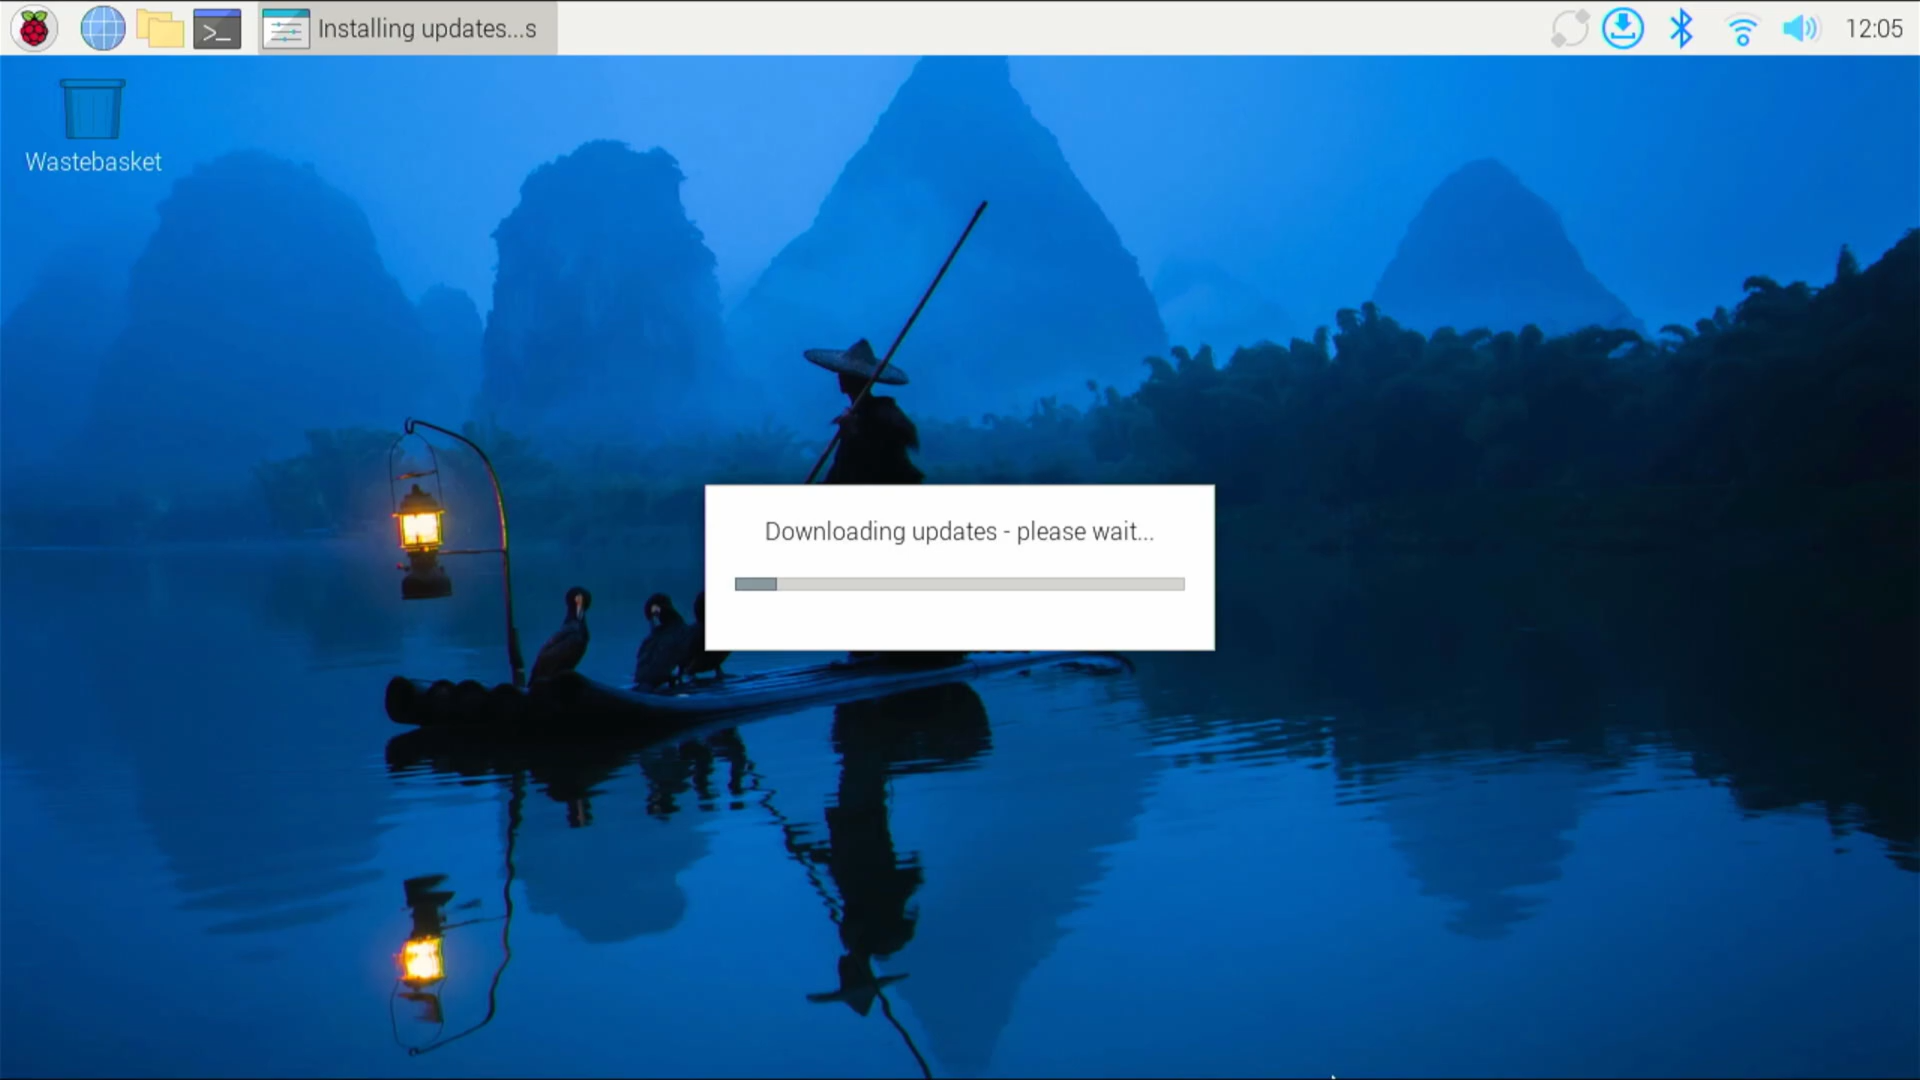 Installing updates...s
12:05
Wastebasket
Downloading updates - please wait...